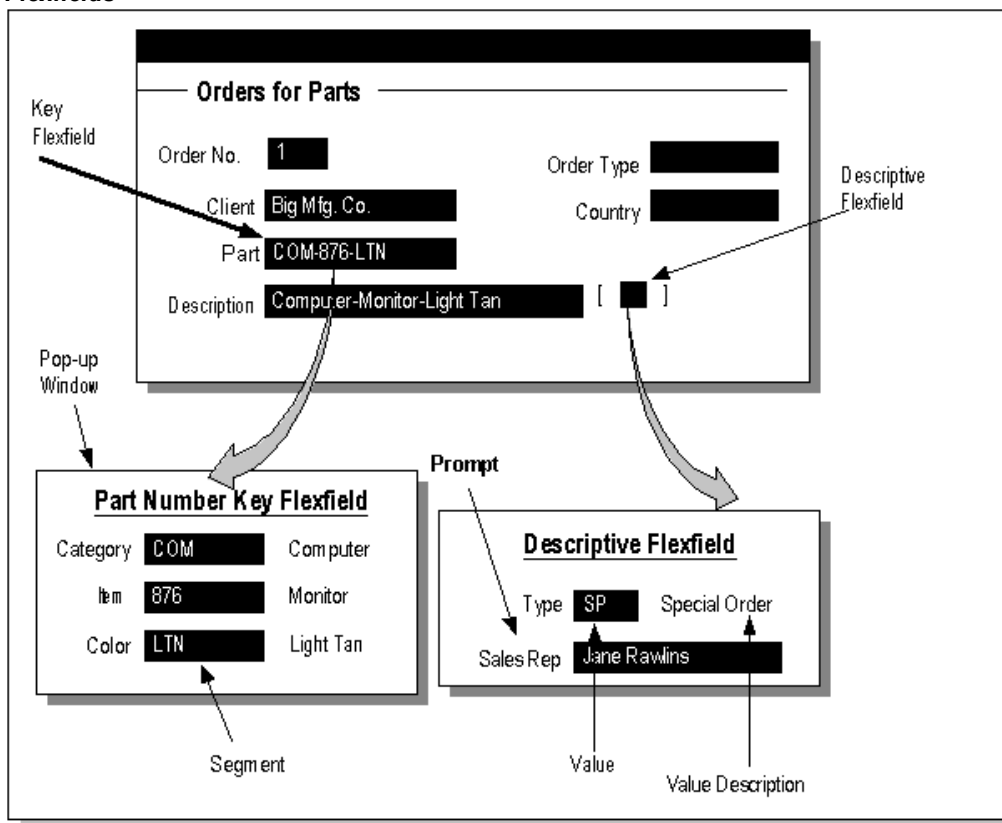 Orders for Parts
Key
Flexfield
Order No. 1
Order Type
Descriptive
Flexfield
Client Big Mfg. Co.
Country
Part COM-876-LTN
Description Computer-Monitor-Light Tan [ ]
Pop-up
Window
Prompt
Part Number Key Flexfield
Category COM Computer
Item 876 Monitor
Color LTN Light Tan
Descriptive Flexfield
Type SP Special Order
Sales Rep Jane Rawlins
Segment
Value
Value Description